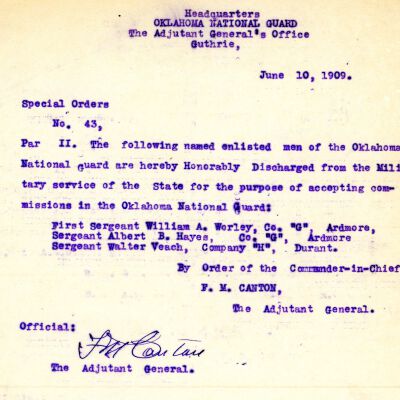 Headquarters
OKLAHOMA NATIONAL GUARD
The Adjutant General's Office
Guthrie,
June 10, 1909.
Special Orders
No. 43,
Par II. The following named enlisted men of the Oklahoma
National guard are hereby Honorably Discharged from the Mili
tary service of the State for the purpose of accepting com-
missions in the Oklahoma National Guard:
First Sergeant William A. Worley, Co. "G", Ardmore,
Sergeant Albert B. Hayes, Co. "G", Ardmore
Sergeant Walter Veach, Company "H", Durant.
By Order of the Commander-in-Chief
F. M. CANTON,
The Adjutant General.
Official:
F M Canton
The Adjutant General.